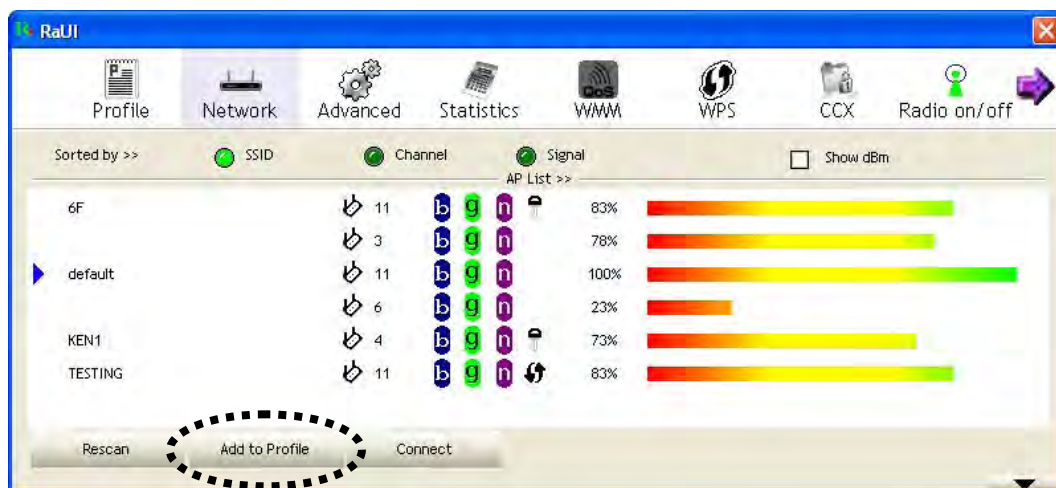 RaUI
Profile Network Advanced Statistics QoS WMM WPS CCX Radio on/off
Sorted by >> SSID Channel Signal Show dBm
AP List >>
6F 11 b g n 83%
3 b g n 78%
default 11 b g n 100%
6 b g n 23%
KEN1 4 b g n 73%
TESTING 11 b g n 83%
Rescan Add to Profile Connect